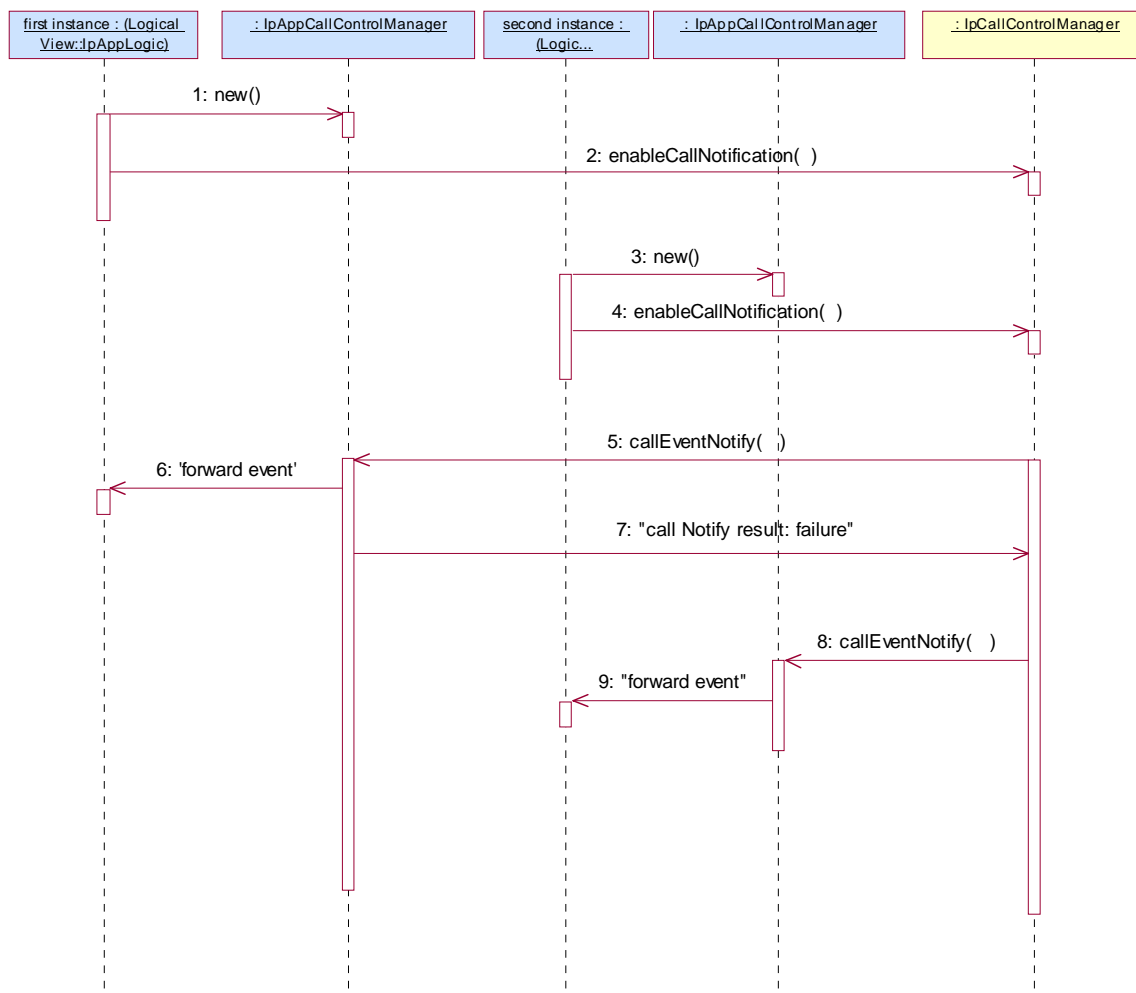 first instance : (Logical
View::IpAppLogic)
: IpAppCallControlManager
second instance :
(Logic...
: IpAppCallControlManager
: IpCallControlManager
1: new()
2: enableCallNotification(  )
3: new()
4: enableCallNotification(  )
5: callEventNotify(   )
6: 'forward event'
7: "call Notify result: failure"
8: callEventNotify(   )
9: "forward event"